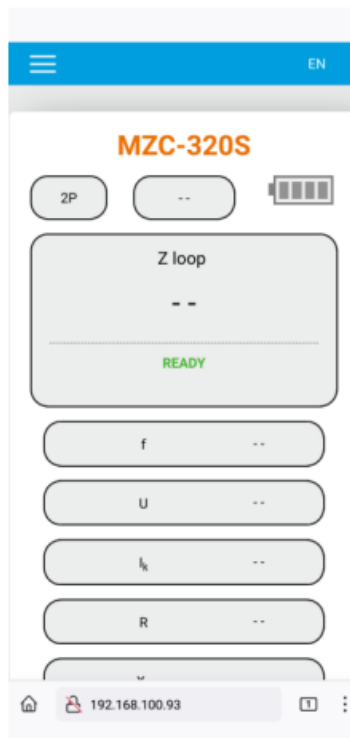 EN
MZC-320S
2P --
Z loop
--
READY
f --
U --
Ik --
R --
192.168.100.93 1